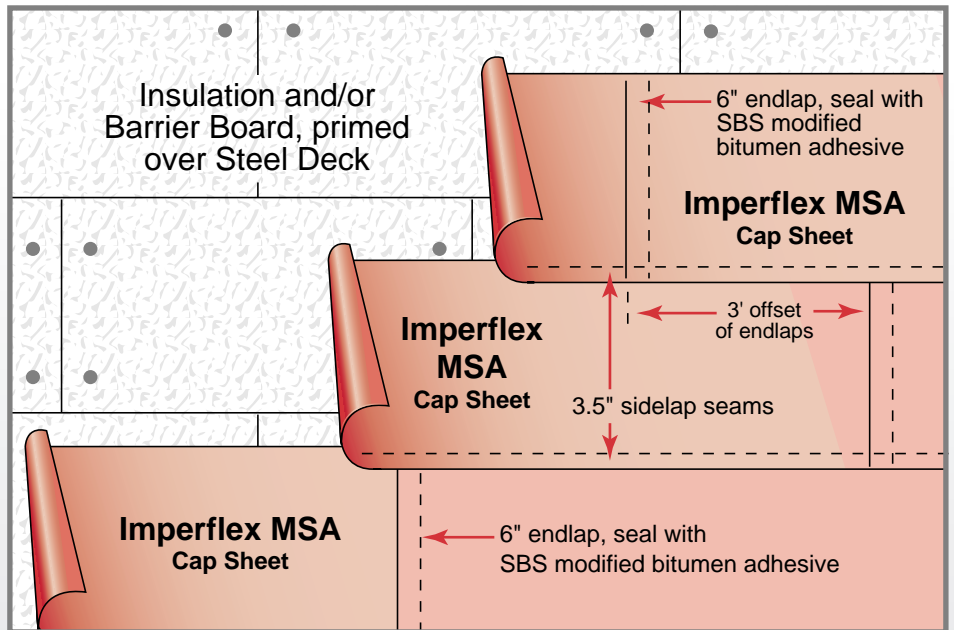 Insulation and/or
Barrier Board, primed
over Steel Deck
6" endlap, seal with
SBS modified
bitumen adhesive
Imperflex MSA
Cap Sheet
3' offset
of endlaps
Imperflex
MSA
Cap Sheet
3.5" sidelap seams
Imperflex MSA
Cap Sheet
6" endlap, seal with
SBS modified bitumen adhesive